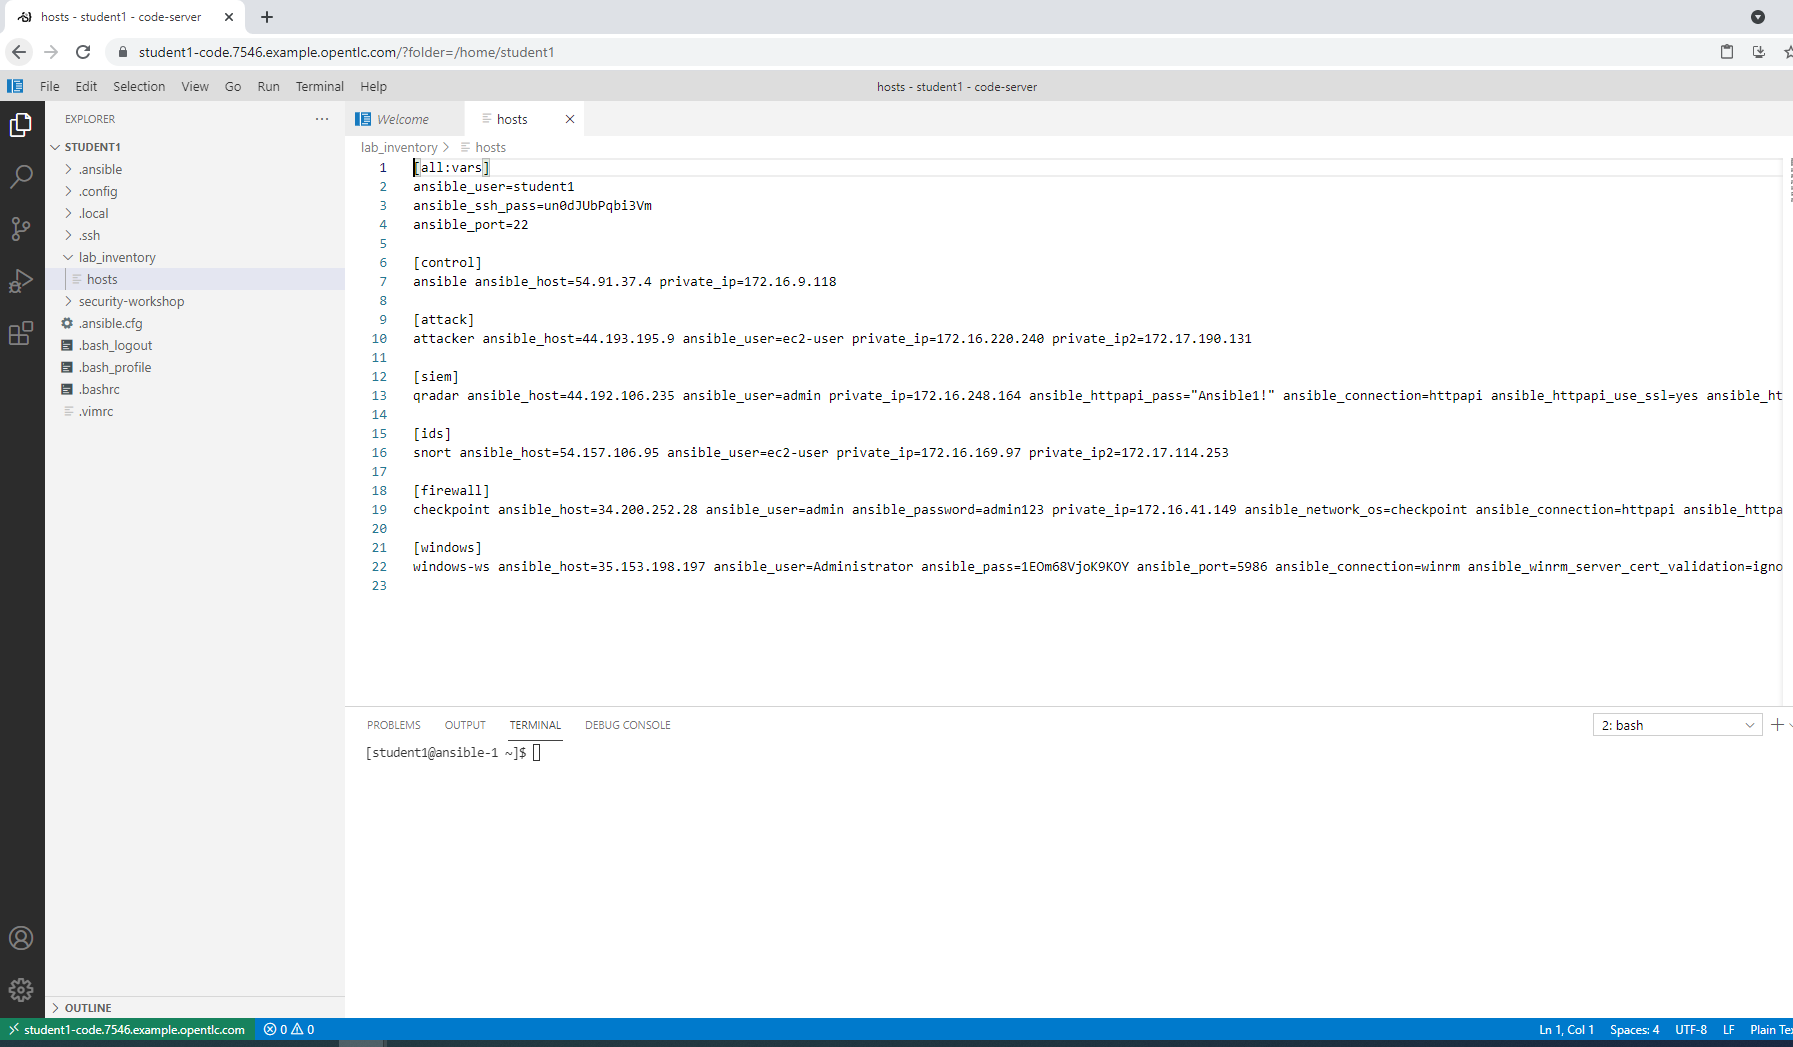 hosts - student1 - code-server
student1-code.7546.example.opentlc.com/?folder=/home/student1
File Edit Selection View Go Run Terminal Help
hosts - student1 - code-server
EXPLORER
STUDENT1
.ansible
.config
.local
.ssh
lab_inventory
hosts
security-workshop
.ansible.cfg
.bash_logout
.bash_profile
.bashrc
.vimrc
OUTLINE
Welcome
hosts
lab_inventory > hosts
1 [all:vars]
2 ansible_user=student1
3 ansible_ssh_pass=un0dJUbPqbi3Vm
4 ansible_port=22
5
6 [control]
7 ansible ansible_host=54.91.37.4 private_ip=172.16.9.118
8
9 [attack]
10 attacker ansible_host=44.193.195.9 ansible_user=ec2-user private_ip=172.16.220.240 private_ip2=172.17.190.131
11
12 [siem]
13 qradar ansible_host=44.192.106.235 ansible_user=admin private_ip=172.16.248.164 ansible_httpapi_pass="Ansible1!" ansible_connection=httpapi ansible_httpapi_use_ssl=yes ansible_ht
14
15 [ids]
16 snort ansible_host=54.157.106.95 ansible_user=ec2-user private_ip=172.16.169.97 private_ip2=172.17.114.253
17
18 [firewall]
19 checkpoint ansible_host=34.200.252.28 ansible_user=admin ansible_password=admin123 private_ip=172.16.41.149 ansible_network_os=checkpoint ansible_connection=httpapi ansible_httpa
20
21 [windows]
22 windows-ws ansible_host=35.153.198.197 ansible_user=Administrator ansible_pass=1EOm68VjoK9KOY ansible_port=5986 ansible_connection=winrm ansible_winrm_server_cert_validation=igno
23
PROBLEMS OUTPUT TERMINAL DEBUG CONSOLE
2: bash
[student1@ansible-1 ~]$
student1-code.7546.example.opentlc.com 0 0
Ln 1, Col 1 Spaces: 4 UTF-8 LF Plain Te